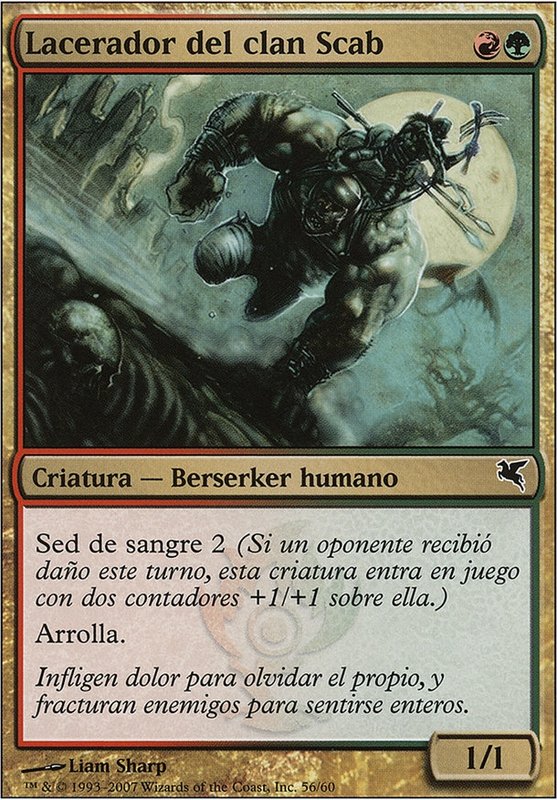 Lacerador del clan Scab
Criatura — Berserker humano
Sed de sangre 2 (Si un oponente recibió
daño este turno, esta criatura entra en juego
con dos contadores +1/+1 sobre ella.)
Arrolla.
Infligen dolor para olvidar el propio, y
fracturan enemigos para sentirse enteros.
1/1
Liam Sharp
™ & © 1993–2007 Wizards of the Coast, Inc. 56/60